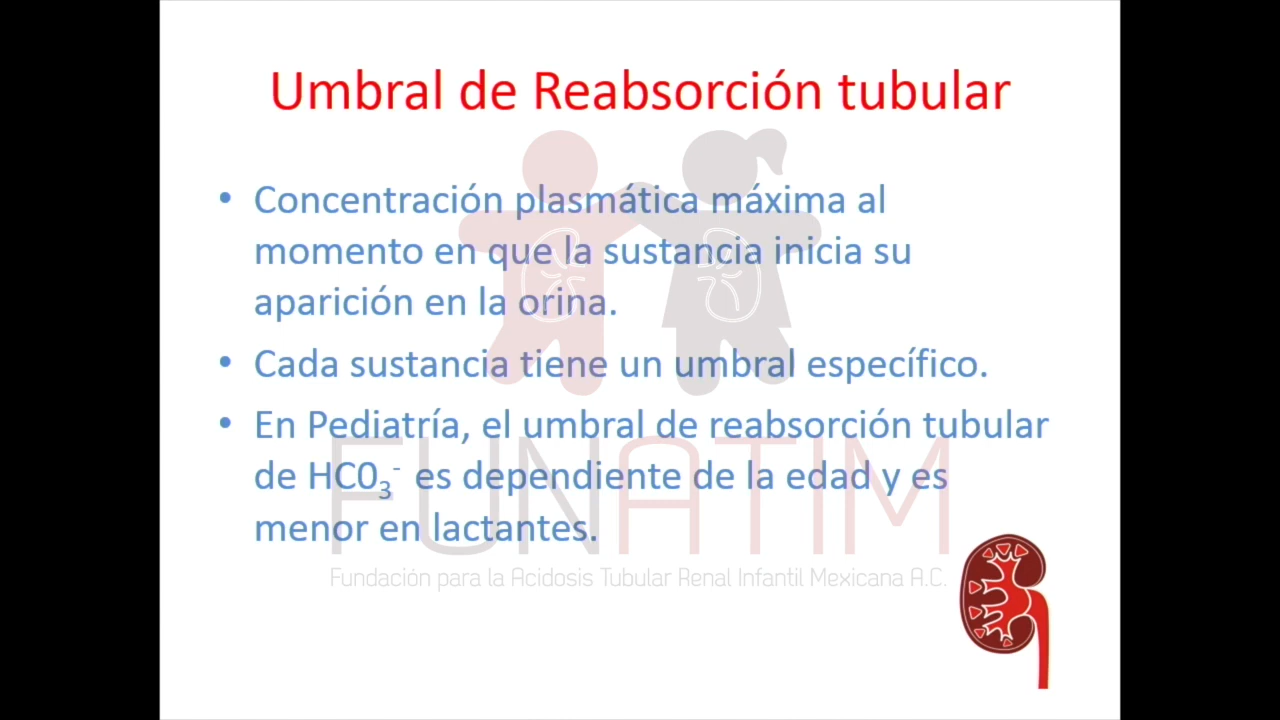 Umbral de Reabsorción tubular
• Concentración plasmática máxima al
momento en que la sustancia inicia su
aparición en la orina.
• Cada sustancia tiene un umbral específico.
• En Pediatría, el umbral de reabsorción tubular
de HC0₃⁻ es dependiente de la edad y es
menor en lactantes.
FUNATIM
Fundación para la Acidosis Tubular Renal Infantil Mexicana A.C.